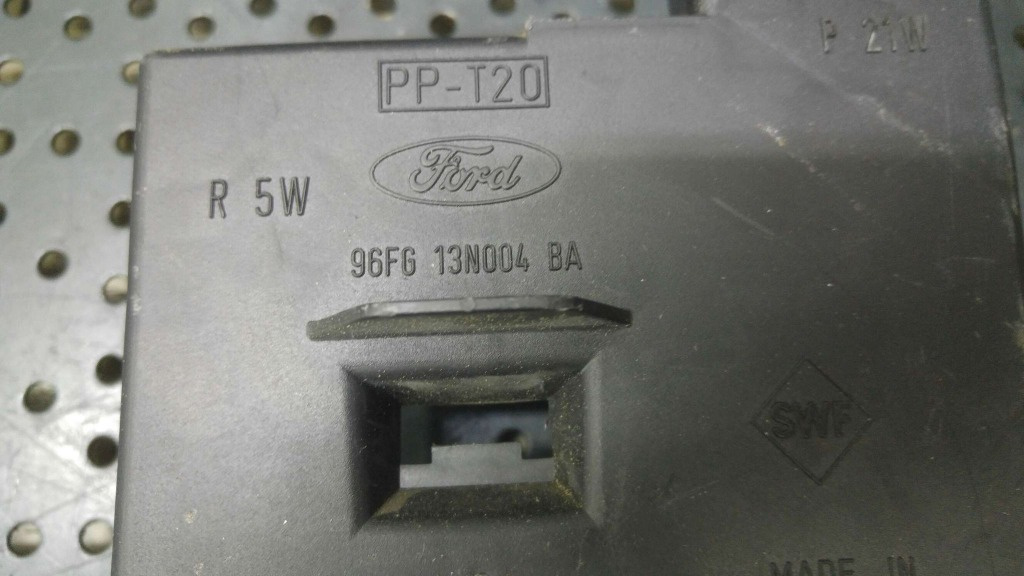 P 21W
PP-T20
Ford
R 5W
96FG 13N004 BA
SWF
MADE IN